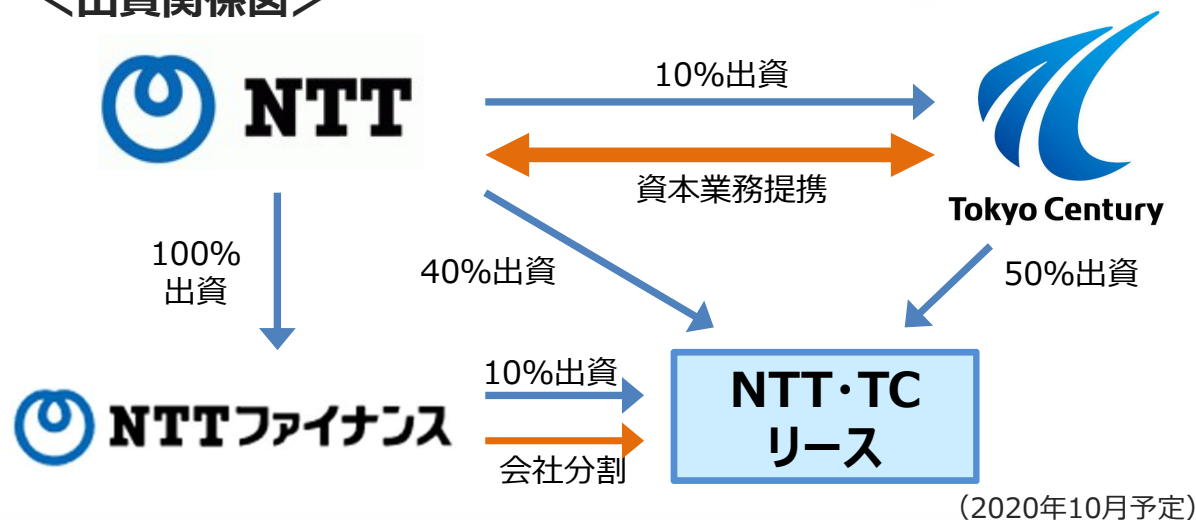 ＜出資関係図＞
NTT
10%出資
資本業務提携
Tokyo Century
100%
出資
40%出資
50%出資
NTTファイナンス
10%出資
会社分割
NTT・TC
リース
（2020年10月予定）